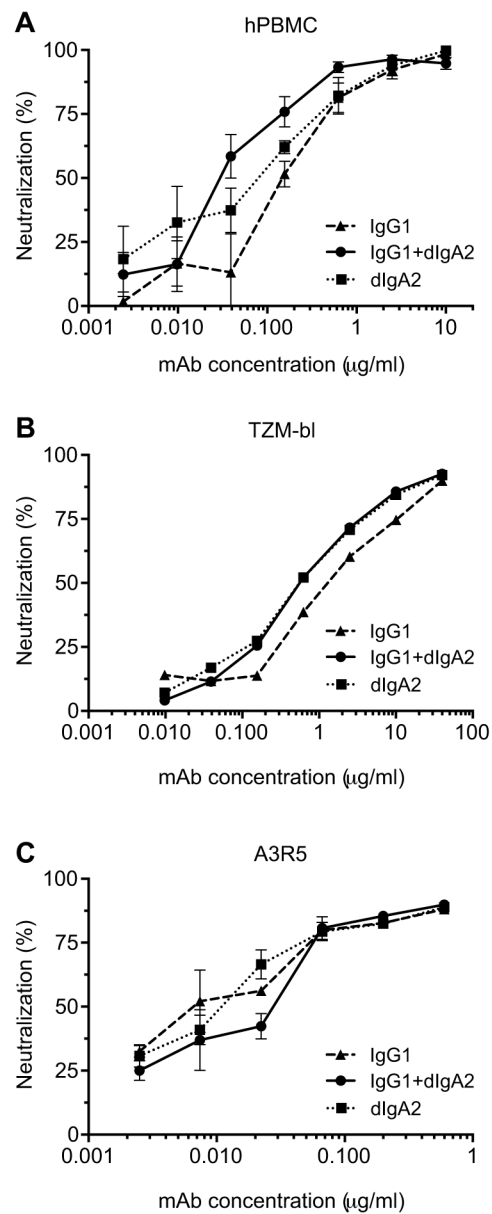 A
hPBMC
100
75
50
25
0
Neutralization (%)
IgG1
IgG1+dIgA2
dIgA2
0.001 0.010 0.100 1 10
mAb concentration (μg/ml)
B
TZM-bl
100
75
50
25
0
Neutralization (%)
IgG1
IgG1+dIgA2
dIgA2
0.001 0.010 0.100 1 10 100
mAb concentration (μg/ml)
C
A3R5
100
75
50
25
0
Neutralization (%)
IgG1
IgG1+dIgA2
dIgA2
0.001 0.010 0.100 1
mAb concentration (μg/ml)